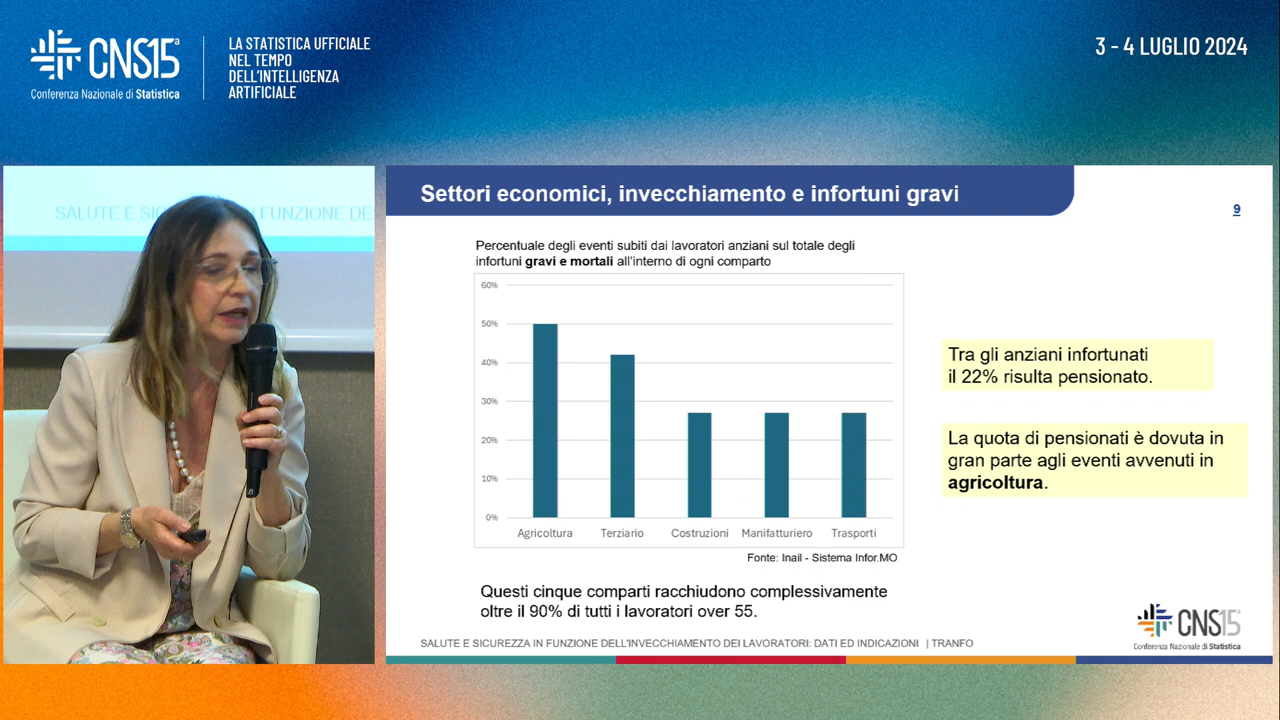 CNS15ª
Conferenza Nazionale di Statistica
LA STATISTICA UFFICIALE
NEL TEMPO
DELL'INTELLIGENZA
ARTIFICIALE
3 - 4 LUGLIO 2024
SALUTE E SIC
FUNZIONE DE
Settori economici, invecchiamento e infortuni gravi
9
Percentuale degli eventi subiti dai lavoratori anziani sul totale degli
infortuni gravi e mortali all'interno di ogni comparto
60%
50%
40%
30%
20%
10%
0%
Agricoltura Terziario Costruzioni Manifatturiero Trasporti
Fonte: Inail - Sistema Infor.MO
Tra gli anziani infortunati
il 22% risulta pensionato.
La quota di pensionati è dovuta in
gran parte agli eventi avvenuti in
agricoltura.
Questi cinque comparti racchiudono complessivamente
oltre il 90% di tutti i lavoratori over 55.
SALUTE E SICUREZZA IN FUNZIONE DELL'INVECCHIAMENTO DEI LAVORATORI: DATI ED INDICAZIONI | TRANFO
CNS15ª
Conferenza Nazionale di Statistica